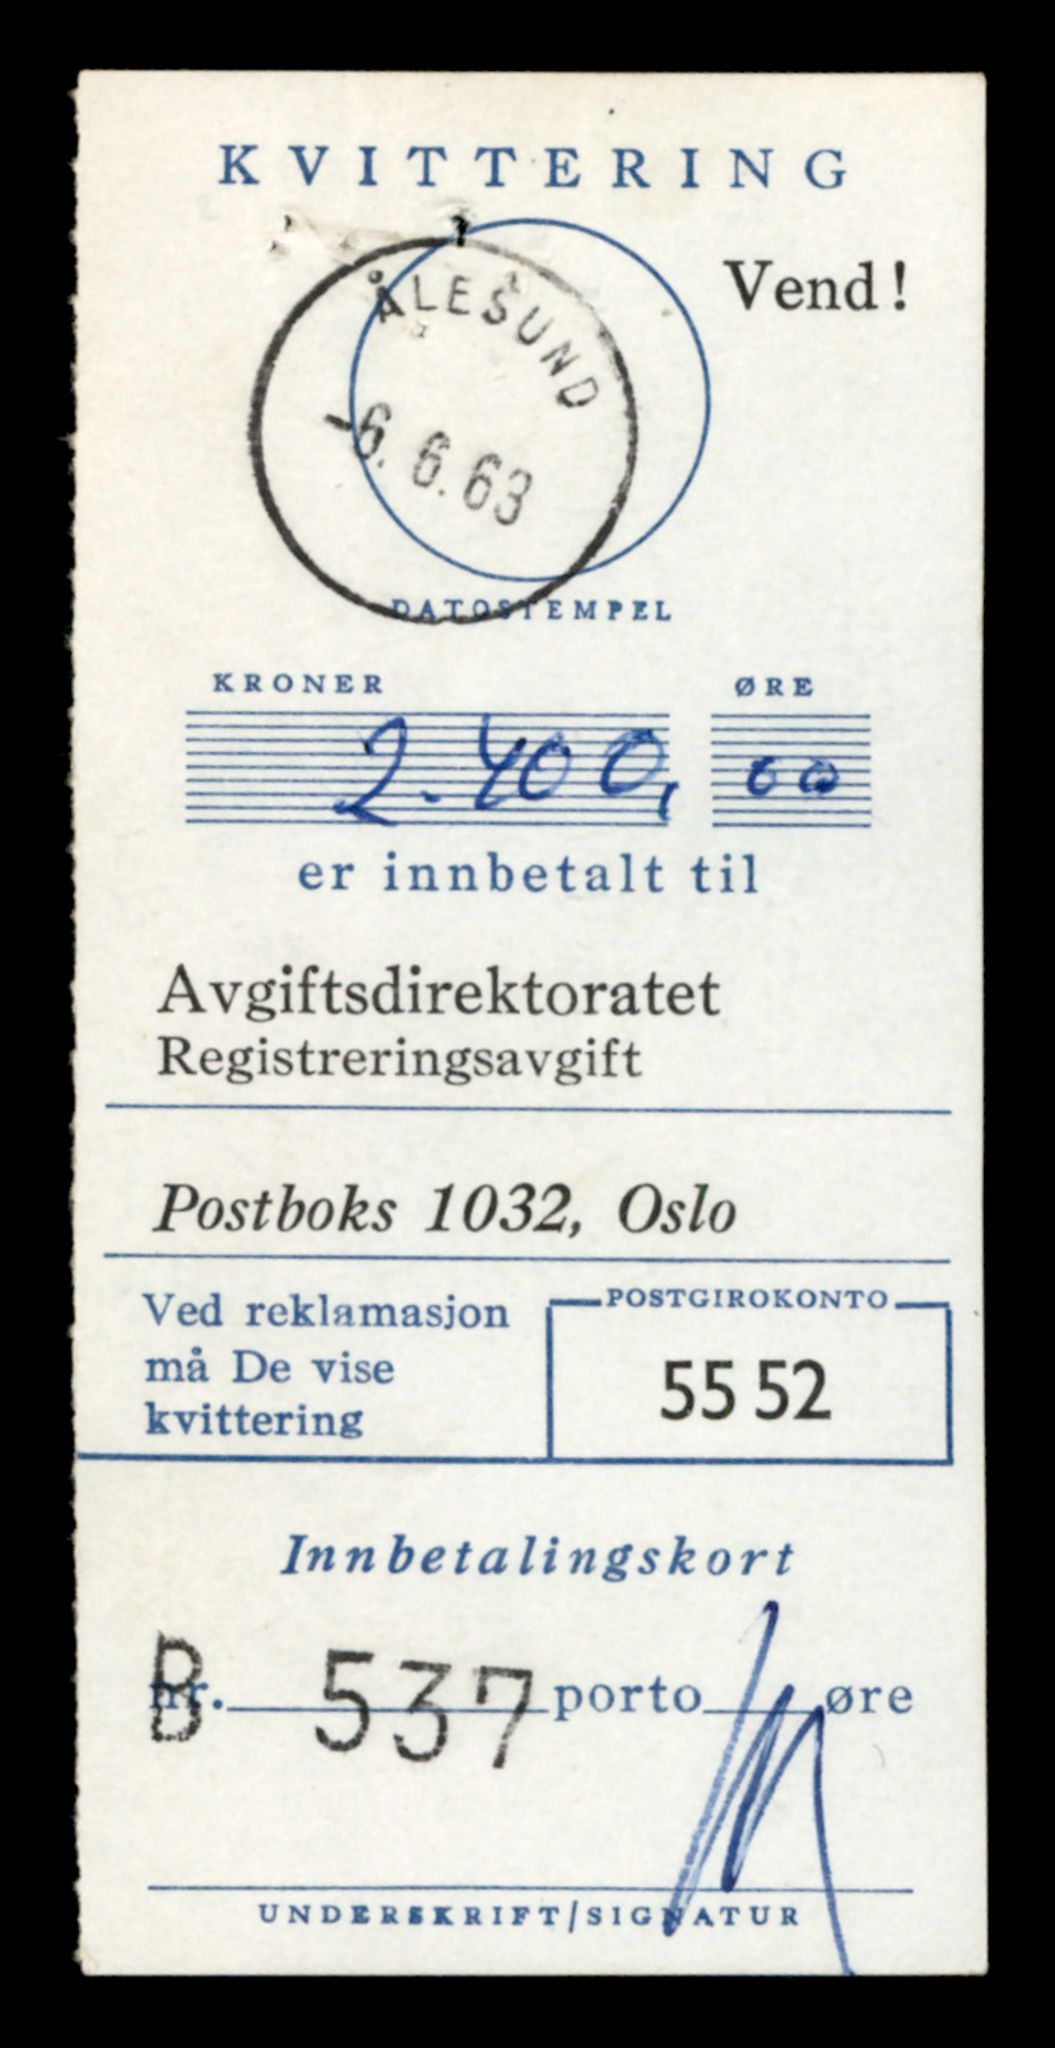 KVITTERING
Vend!
ÅLESUND
-6. 6. 63
DATOSTEMPEL
KRONER ØRE
2.400, 00
er innbetalt til
Avgiftsdirektoratet
Registreringsavgift
Postboks 1032, Oslo
Ved reklamasjon
må De vise
kvittering
POSTGIROKONTO
55 52
Innbetalingskort
B 537
nr. porto øre
UNDERSKRIFT/SIGNATUR